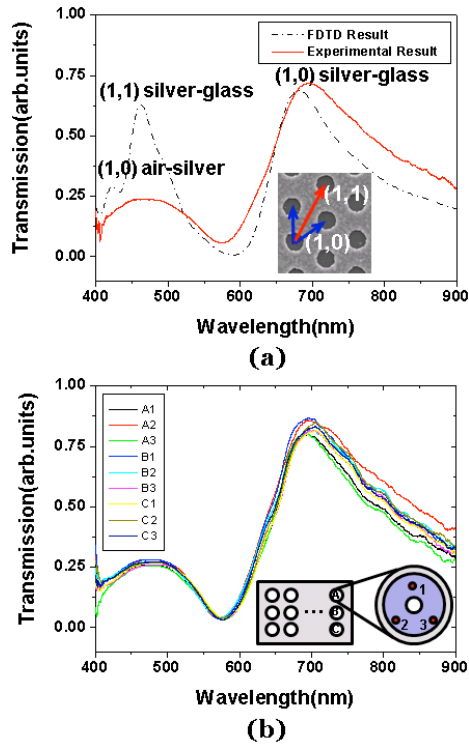 (a)
1.00
0.75
0.50
0.25
0.00
Transmission(arb.units)
FDTD Result
Experimental Result
(1,1) silver-glass
(1,0) silver-glass
(1,0) air-silver
(1,1)
(1,0)
400 500 600 700 800 900
Wavelength(nm)
(a)
1.00
0.75
0.50
0.25
0.00
Transmission(arb.units)
A1
A2
A3
B1
B2
B3
C1
C2
C3
A
B
C
1
2 3
400 500 600 700 800 900
Wavelength(nm)
(b)